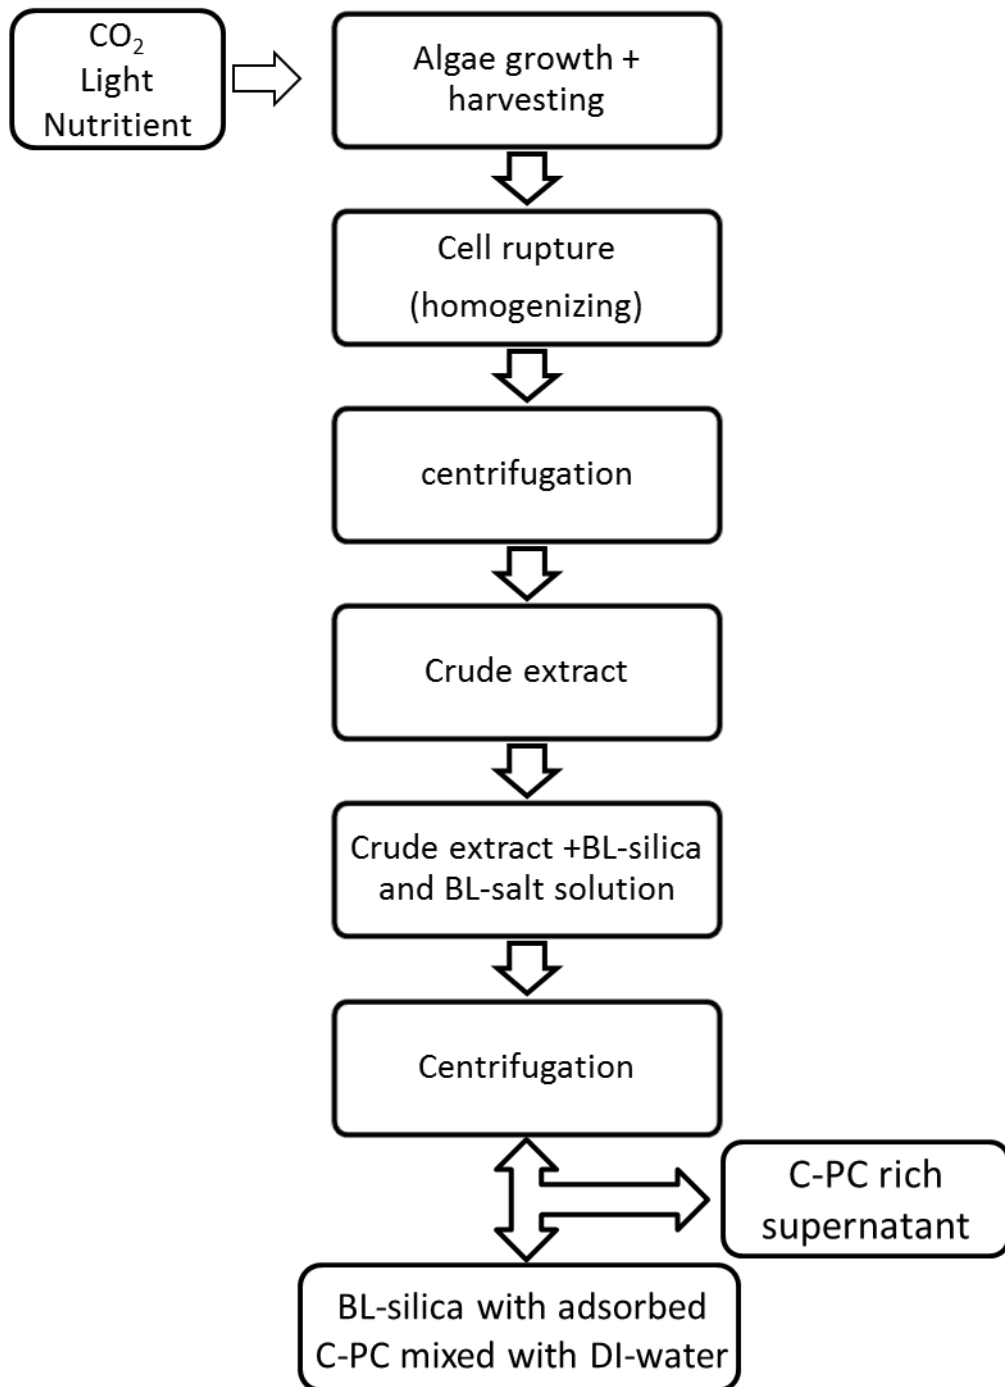 CO₂
Light
Nutritient
Algae growth +
harvesting
Cell rupture
(homogenizing)
centrifugation
Crude extract
Crude extract +BL-silica
and BL-salt solution
Centrifugation
C-PC rich
supernatant
BL-silica with adsorbed
C-PC mixed with DI-water